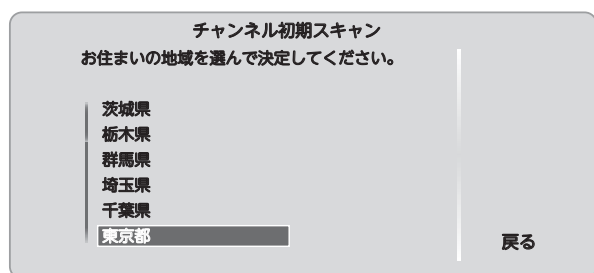 チャンネル初期スキャン
お住まいの地域を選んで決定してください。
茨城県
栃木県
群馬県
埼玉県
千葉県
東京都
戻る